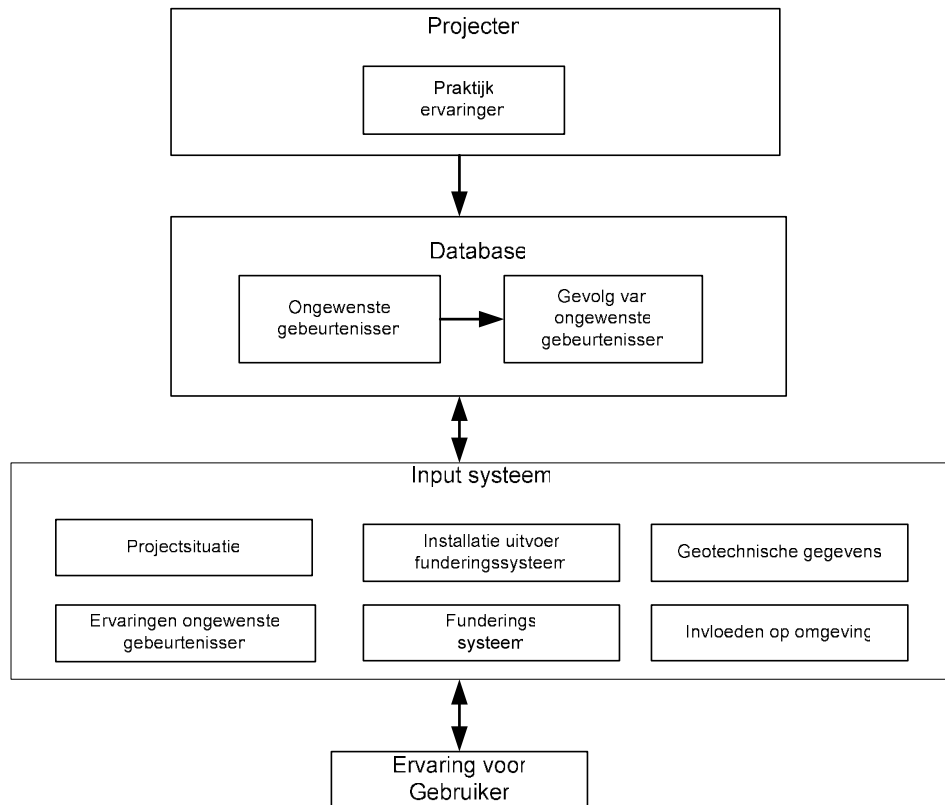 Projecter
Praktijk
ervaringer
Database
Ongewenste
gebeurtenisser
Gevolg var
ongewenste
gebeurtenisser
Input systeem
Projectsituatie
Installatie uitvoer
funderingssysteem
Geotechnische gegevens
Ervaringen ongewenste
gebeurtenisser
Funderings
systeem
Invloeden op omgeving
Ervaring voor
Gebruiker